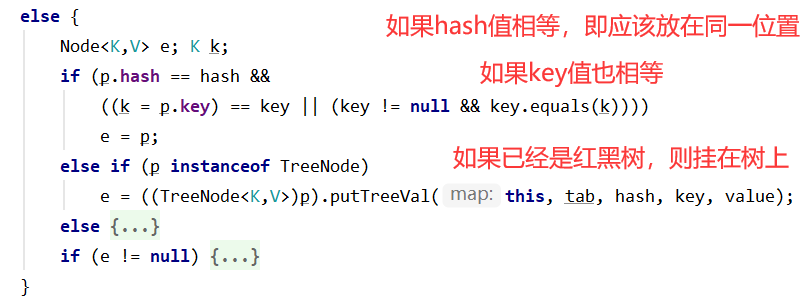 else {
Node<K,V> e; K k;
如果hash值相等，即应该放在同一位置
if (p.hash == hash &&
如果key值也相等
((k = p.key) == key || (key != null && key.equals(k))))
e = p;
else if (p instanceof TreeNode)
如果已经是红黑树，则挂在树上
e = ((TreeNode<K,V>)p).putTreeVal( map: this, tab, hash, key, value);
else {...}
if (e != null) {...}
}